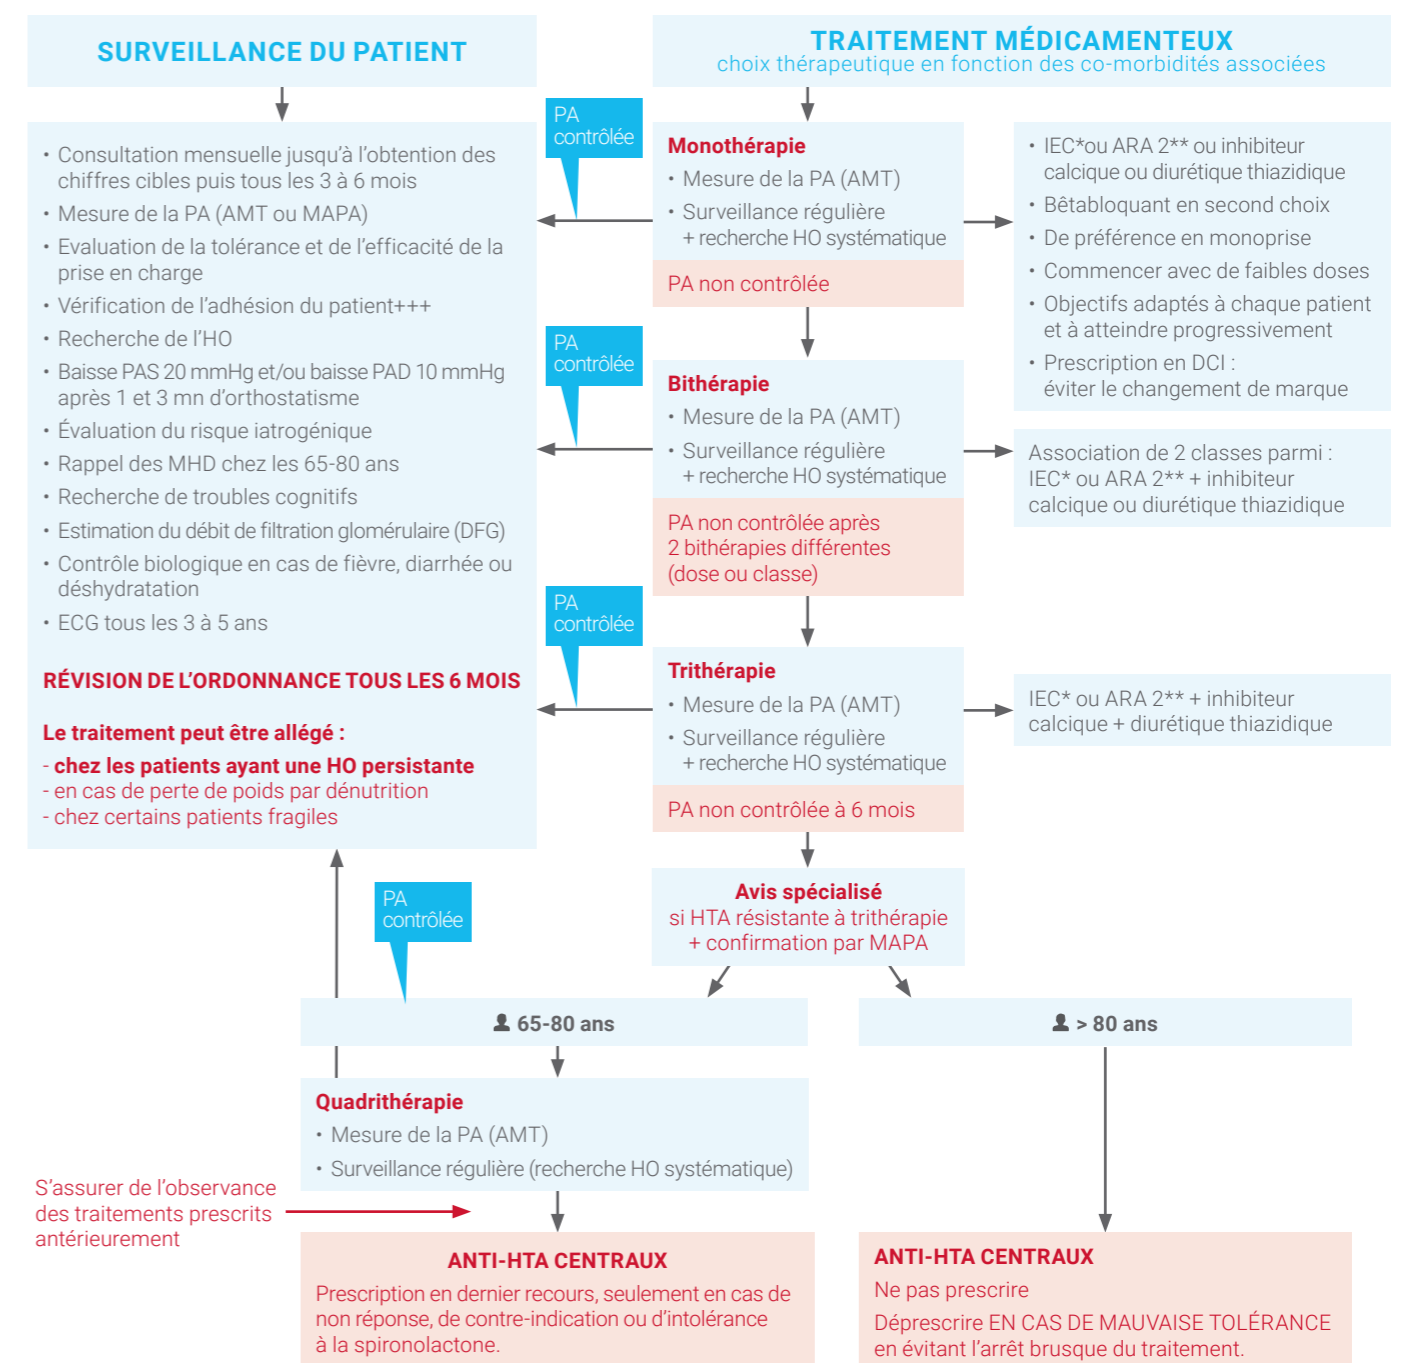 SURVEILLANCE DU PATIENT
• Consultation mensuelle jusqu’à l’obtention des
chiffres cibles puis tous les 3 à 6 mois
• Mesure de la PA (AMT ou MAPA)
• Evaluation de la tolérance et de l’efficacité de la
prise en charge
• Vérification de l’adhésion du patient+++
• Recherche de l’HO
• Baisse PAS 20 mmHg et/ou baisse PAD 10 mmHg
après 1 et 3 mn d’orthostatisme
• Évaluation du risque iatrogénique
• Rappel des MHD chez les 65-80 ans
• Recherche de troubles cognitifs
• Estimation du débit de filtration glomérulaire (DFG)
• Contrôle biologique en cas de fièvre, diarrhée ou
déshydratation
• ECG tous les 3 à 5 ans
RÉVISION DE L’ORDONNANCE TOUS LES 6 MOIS
Le traitement peut être allégé :
- chez les patients ayant une HO persistante
- en cas de perte de poids par dénutrition
- chez certains patients fragiles
TRAITEMENT MÉDICAMENTEUX
choix thérapeutique en fonction des co-morbidités associées
PA
contrôlée
Monothérapie
• Mesure de la PA (AMT)
• Surveillance régulière
+ recherche HO systématique
PA non contrôlée
• IEC*ou ARA 2** ou inhibiteur
calcique ou diurétique thiazidique
• Bêtabloquant en second choix
• De préférence en monoprise
• Commencer avec de faibles doses
• Objectifs adaptés à chaque patient
et à atteindre progressivement
• Prescription en DCI :
éviter le changement de marque
PA
contrôlée
Bithérapie
• Mesure de la PA (AMT)
• Surveillance régulière
+ recherche HO systématique
PA non contrôlée après
2 bithérapies différentes
(dose ou classe)
Association de 2 classes parmi :
IEC* ou ARA 2** + inhibiteur
calcique ou diurétique thiazidique
PA
contrôlée
Trithérapie
• Mesure de la PA (AMT)
• Surveillance régulière
+ recherche HO systématique
PA non contrôlée à 6 mois
IEC* ou ARA 2** + inhibiteur
calcique + diurétique thiazidique
Avis spécialisé
si HTA résistante à trithérapie
+ confirmation par MAPA
PA
contrôlée
65-80 ans
Quadrithérapie
• Mesure de la PA (AMT)
• Surveillance régulière (recherche HO systématique)
S’assurer de l’observance
des traitements prescrits
antérieurement
ANTI-HTA CENTRAUX
Prescription en dernier recours, seulement en cas de
non réponse, de contre-indication ou d’intolérance
à la spironolactone.
> 80 ans
ANTI-HTA CENTRAUX
Ne pas prescrire
Déprescrire EN CAS DE MAUVAISE TOLÉRANCE
en évitant l’arrêt brusque du traitement.